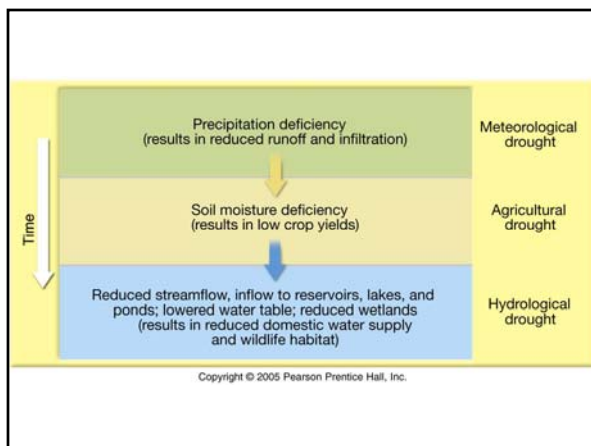 Time
Precipitation deficiency
(results in reduced runoff and infiltration)
Meteorological
drought
Soil moisture deficiency
(results in low crop yields)
Agricultural
drought
Reduced streamflow, inflow to reservoirs, lakes, and
ponds; lowered water table; reduced wetlands
(results in reduced domestic water supply
and wildlife habitat)
Hydrological
drought
Copyright © 2005 Pearson Prentice Hall, Inc.